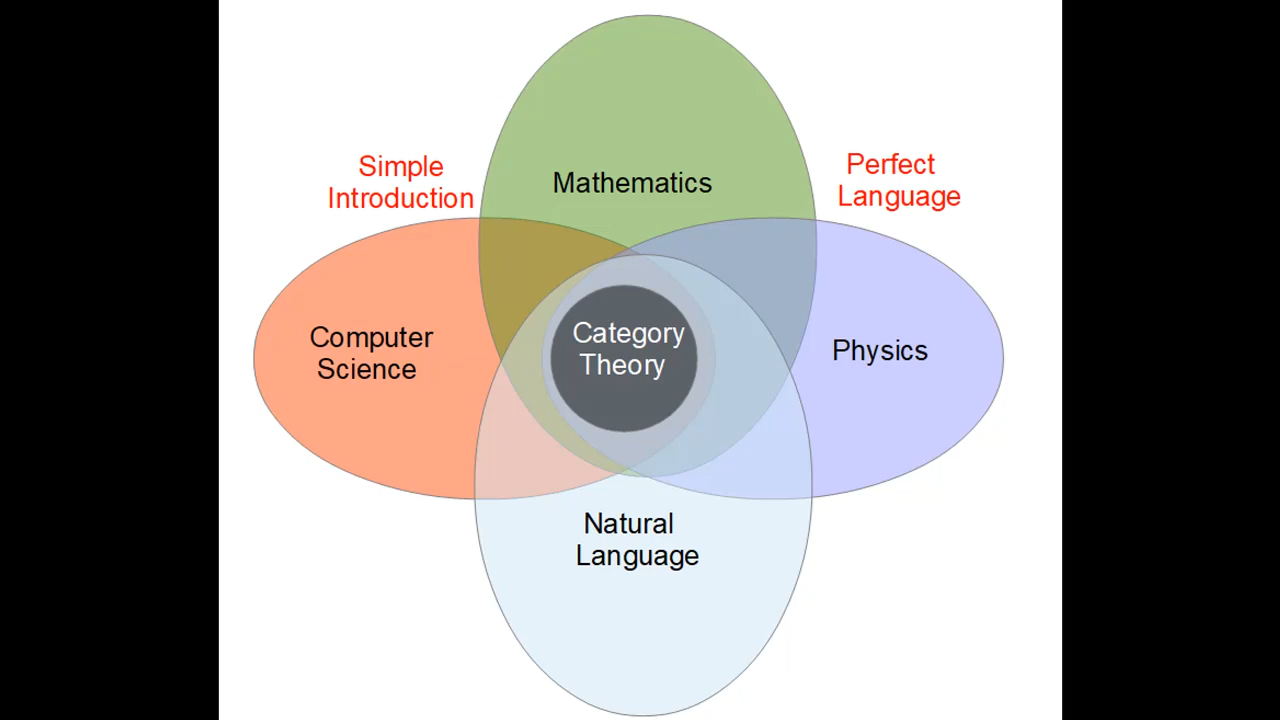 Simple
Introduction
Mathematics
Perfect
Language
Computer
Science
Category
Theory
Physics
Natural
Language